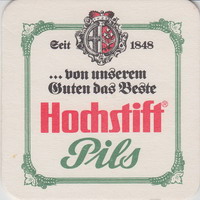 Seit 1848
...von unserem
Guten das Beste
Hochstift®
Pils